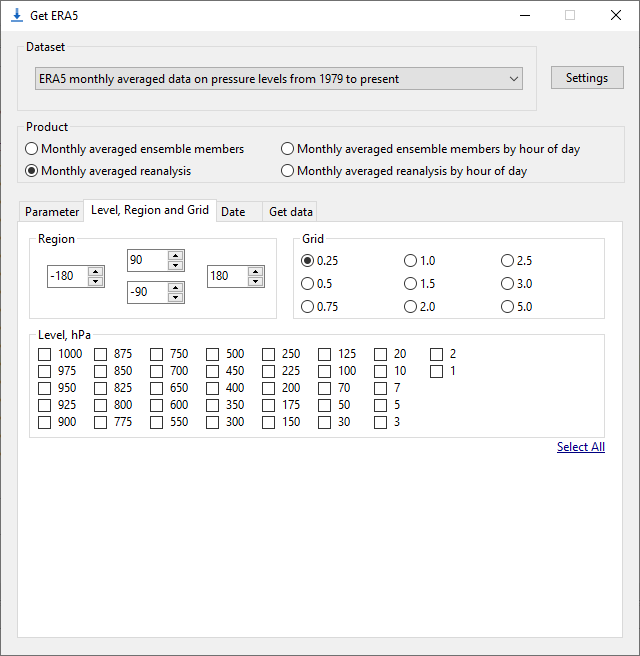 Get ERA5
Dataset
ERA5 monthly averaged data on pressure levels from 1979 to present
Settings
Product
Monthly averaged ensemble members
Monthly averaged ensemble members by hour of day
Monthly averaged reanalysis
Monthly averaged reanalysis by hour of day
Parameter Level, Region and Grid Date Get data
Region
90
-180
180
-90
Grid
0.25 1.0 2.5
0.5 1.5 3.0
0.75 2.0 5.0
Level, hPa
1000 875 750 500 250 125 20 2
975 850 700 450 225 100 10 1
950 825 650 400 200 70 7
925 800 600 350 175 50 5
900 775 550 300 150 30 3
Select All